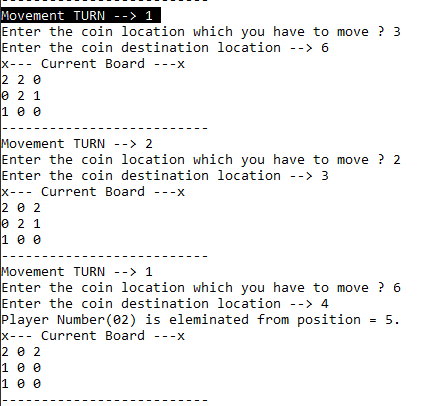 ---------------------------
Movement TURN --> 1
Enter the coin location which you have to move ? 3
Enter the coin destination location --> 6
x--- Current Board ---x
2 2 0
0 2 1
1 0 0
---------------------------
Movement TURN --> 2
Enter the coin location which you have to move ? 2
Enter the coin destination location --> 3
x--- Current Board ---x
2 0 2
0 2 1
1 0 0
---------------------------
Movement TURN --> 1
Enter the coin location which you have to move ? 6
Enter the coin destination location --> 4
Player Number(02) is eleminated from position = 5.
x--- Current Board ---x
2 0 2
1 0 0
1 0 0
---------------------------